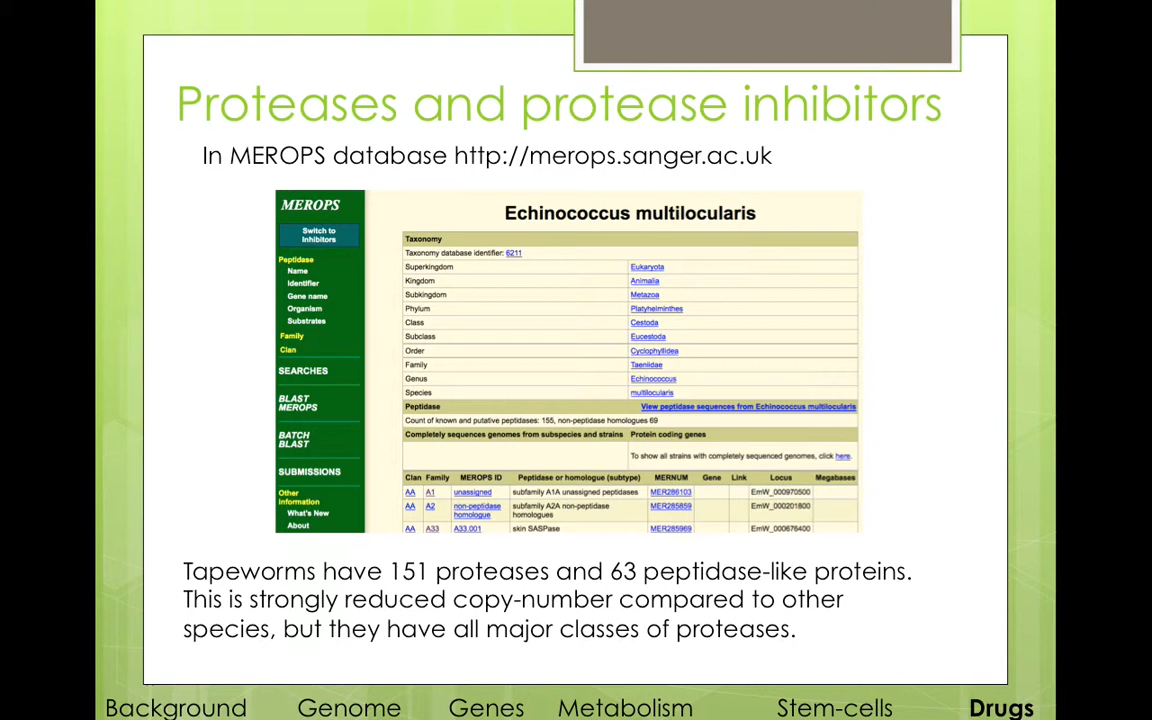 Proteases and protease inhibitors
In MEROPS database http://merops.sanger.ac.uk
MEROPS
Switch to
Inhibitors
Peptidase
Name
Identifier
Gene name
Organism
Substrates
Family
Clan
SEARCHES
BLAST
MEROPS
BATCH
BLAST
SUBMISSIONS
Other
Information
What's New
About
Echinococcus multilocularis
Taxonomy
Taxonomy database identifier: 6211
Superkingdom Eukaryota
Kingdom Animalia
Subkingdom Metazoa
Phylum Platyhelminthes
Class Cestoda
Subclass Eucestoda
Order Cyclophyllidea
Family Taeniidae
Genus Echinococcus
Species multilocularis
Peptidase View peptidase sequences from Echinococcus multilocularis
Count of known and putative peptidases: 155, non-peptidase homologues 69
Completely sequences genomes from subspecies and strains Protein coding genes
To show all strains with completely sequenced genomes, click here.
Clan Family MEROPS ID Peptidase or homologue (subtype) MERNUM Gene Link Locus Megabases
AA A1 unassigned subfamily A1A unassigned peptidases MER286103 EmW_000970500
AA A2 non-peptidase subfamily A2A non-peptidase MER285859 EmW_000201800
homologue homologues
AA A33 A33.001 skin SASPase MER285969 EmW_000676400
Tapeworms have 151 proteases and 63 peptidase-like proteins.
This is strongly reduced copy-number compared to other
species, but they have all major classes of proteases.
Background Genome Genes Metabolism Stem-cells Drugs